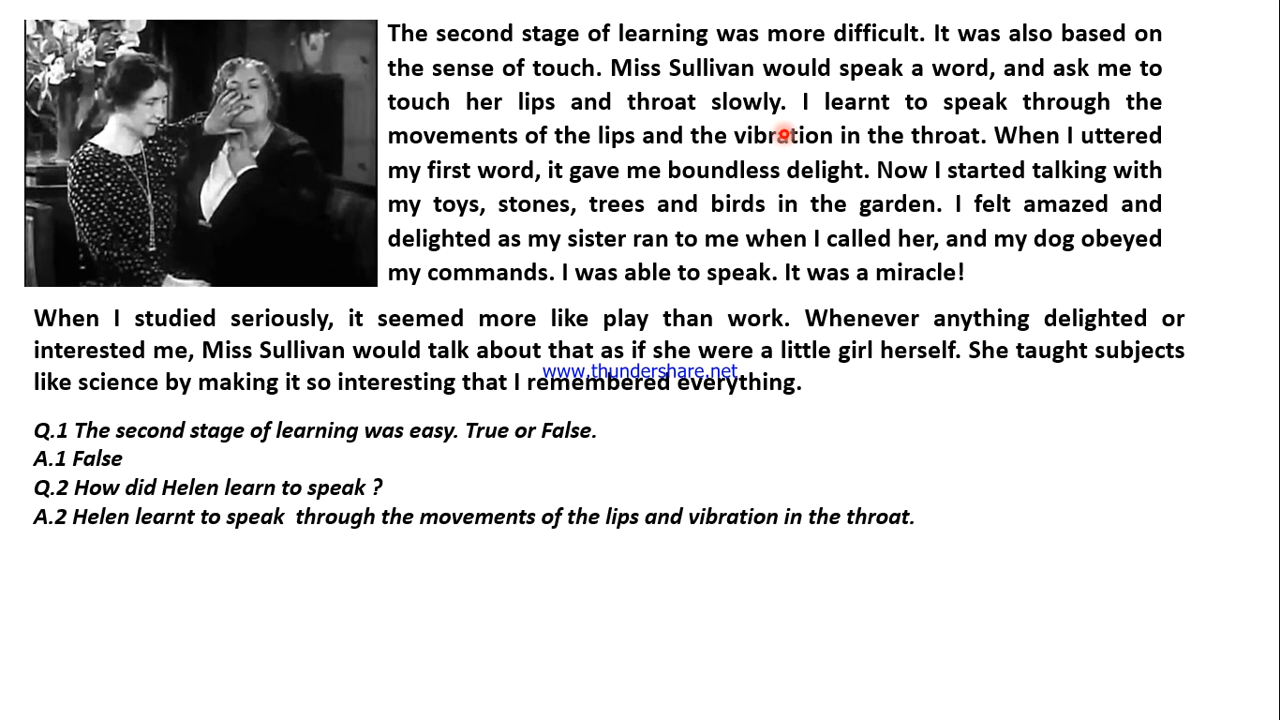 The second stage of learning was more difficult. It was also based on
the sense of touch. Miss Sullivan would speak a word, and ask me to
touch her lips and throat slowly. I learnt to speak through the
movements of the lips and the vibration in the throat. When I uttered
my first word, it gave me boundless delight. Now I started talking with
my toys, stones, trees and birds in the garden. I felt amazed and
delighted as my sister ran to me when I called her, and my dog obeyed
my commands. I was able to speak. It was a miracle!
When I studied seriously, it seemed more like play than work. Whenever anything delighted or
interested me, Miss Sullivan would talk about that as if she were a little girl herself. She taught subjects
www.thundershare.net
like science by making it so interesting that I remembered everything.
Q.1 The second stage of learning was easy. True or False.
A.1 False
Q.2 How did Helen learn to speak ?
A.2 Helen learnt to speak through the movements of the lips and vibration in the throat.